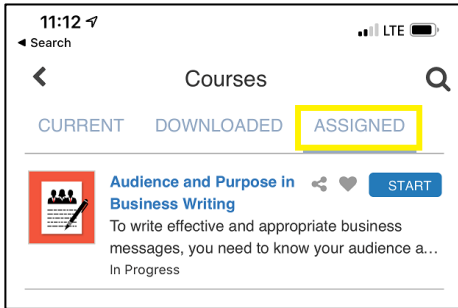 11:12
LTE
◄ Search
Courses
CURRENT DOWNLOADED ASSIGNED
Audience and Purpose in
Business Writing
START
To write effective and appropriate business
messages, you need to know your audience a...
In Progress